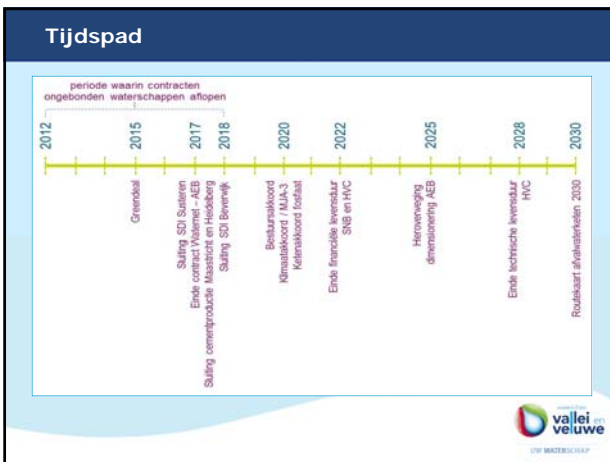 Tijdspad
periode waarin contracten
ongebonden waterschappen aflopen
2012
2015
2017
2018
2020
2022
2025
2028
2030
Greendeal
Sluiting SDI Susteren
Einde contract Waternet – AEB
Sluiting cementproductie Maastricht en Heidelberg
Sluiting SDI Beverwijk
Bestuursakkoord
Klimaatakkoord / MJA-3
Ketenakkoord fosfaat
Einde financiële levensduur
SNB en HVC
Heroverweging
dimensionering AEB
Einde technische levensduur
HVC
Routekaart afvalwaterketen 2030
waterschap
vallei en
veluwe
UW WATERSCHAP